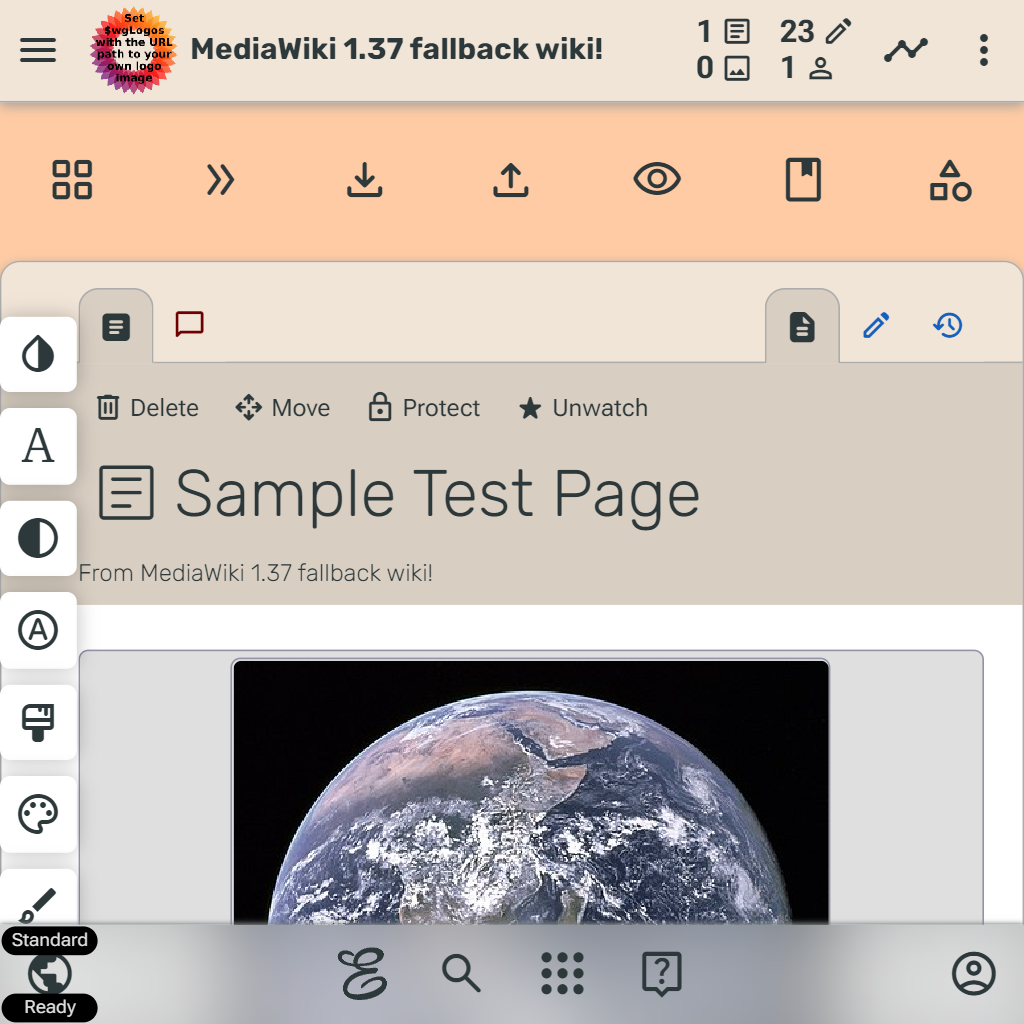 Set
$wgLogos
with the URL
path to your
own logo
image
MediaWiki 1.37 fallback wiki!
1
23
0
1
Delete
Move
Protect
Unwatch
Sample Test Page
From MediaWiki 1.37 fallback wiki!
A
A
Standard
Ready